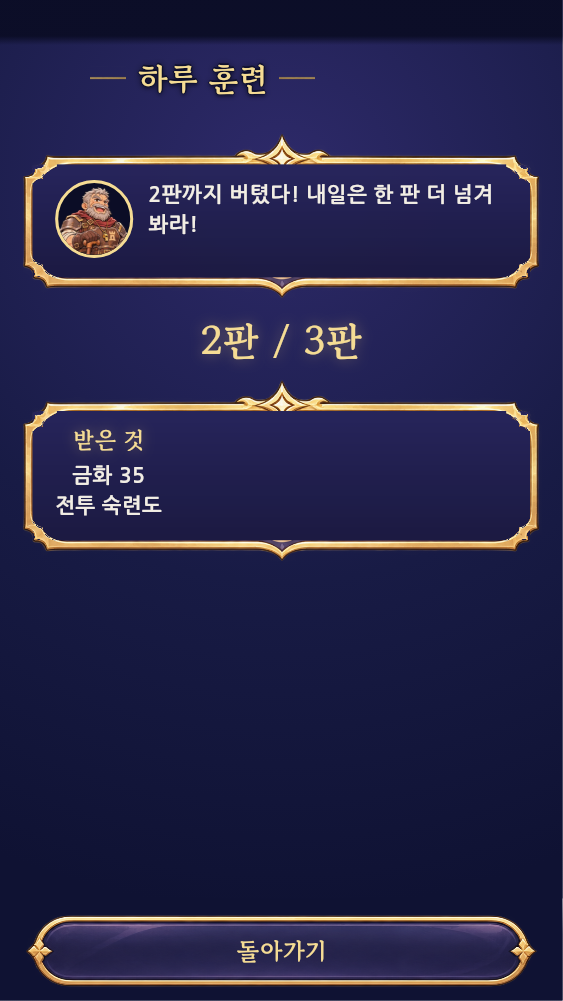 하루 훈련
2판까지 버텼다! 내일은 한 판 더 넘겨
봐라!
2판 / 3판
받은 것
금화 35
전투 숙련도
돌아가기